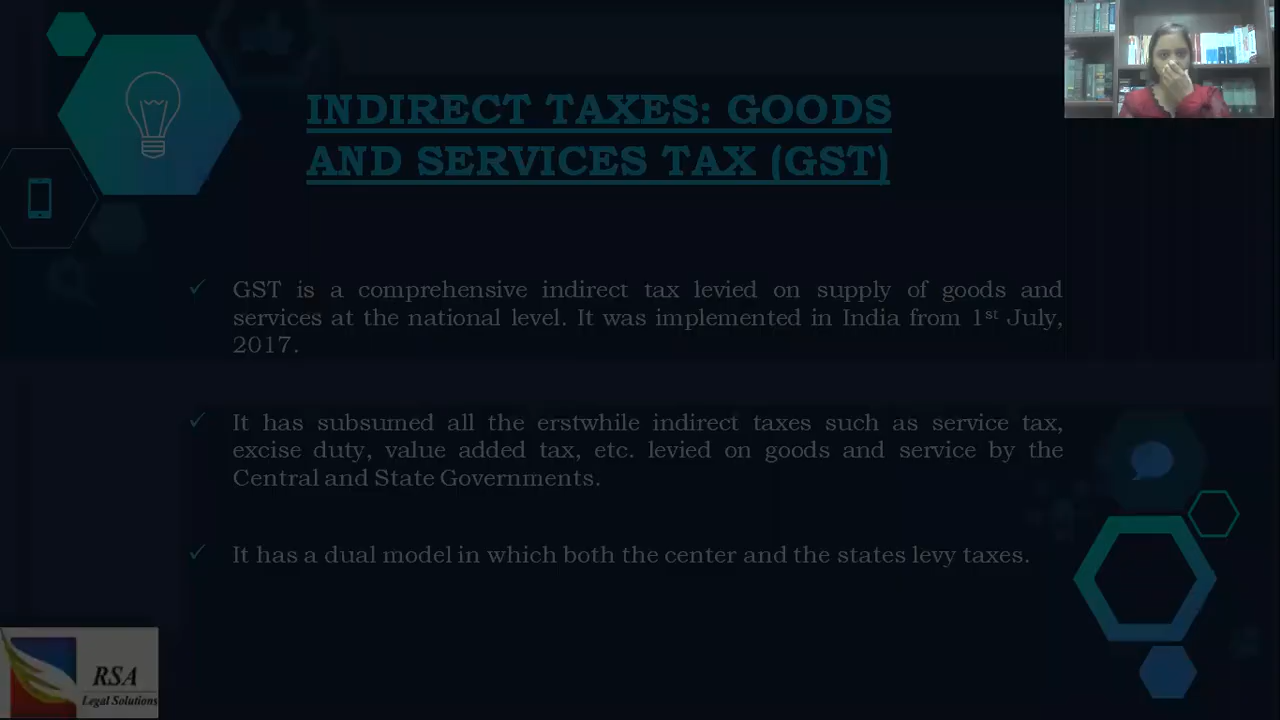 INDIRECT TAXES: GOODS
AND SERVICES TAX (GST)
✓ GST is a comprehensive indirect tax levied on supply of goods and
services at the national level. It was implemented in India from 1st July,
2017.
✓ It has subsumed all the erstwhile indirect taxes such as service tax,
excise duty, value added tax, etc. levied on goods and service by the
Central and State Governments.
✓ It has a dual model in which both the center and the states levy taxes.
RSA
Legal Solutions